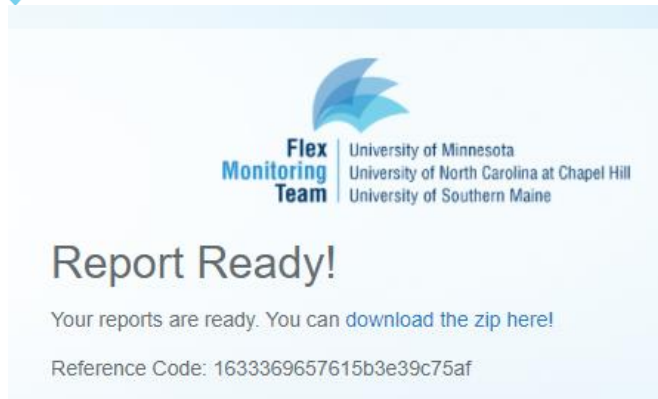 Flex
Monitoring
Team
University of Minnesota
University of North Carolina at Chapel Hill
University of Southern Maine
Report Ready!
Your reports are ready. You can download the zip here!
Reference Code: 1633369657615b3e39c75af